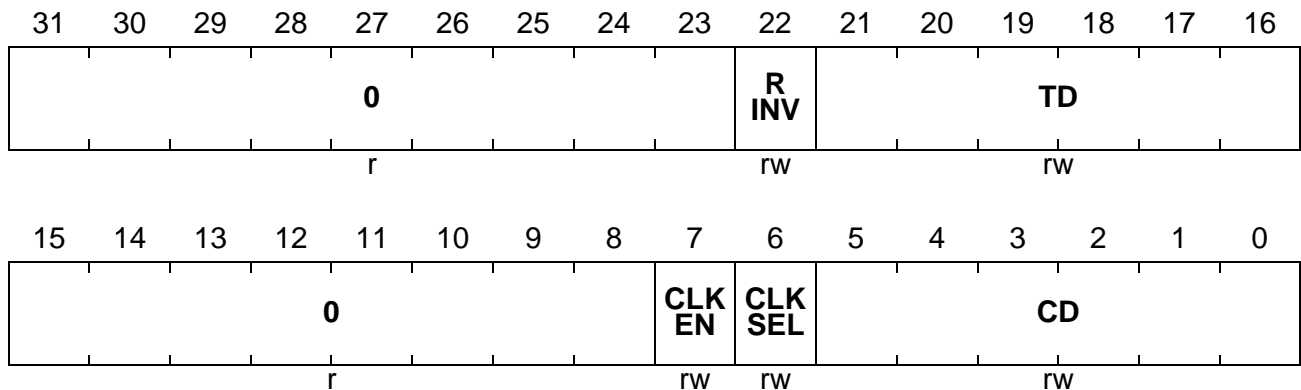 31 30 29 28 27 26 25 24 23 22 21 20 19 18 17 16
0 R INV TD
r rw rw
15 14 13 12 11 10 9 8 7 6 5 4 3 2 1 0
0 CLK EN CLK SEL CD
r rw rw rw